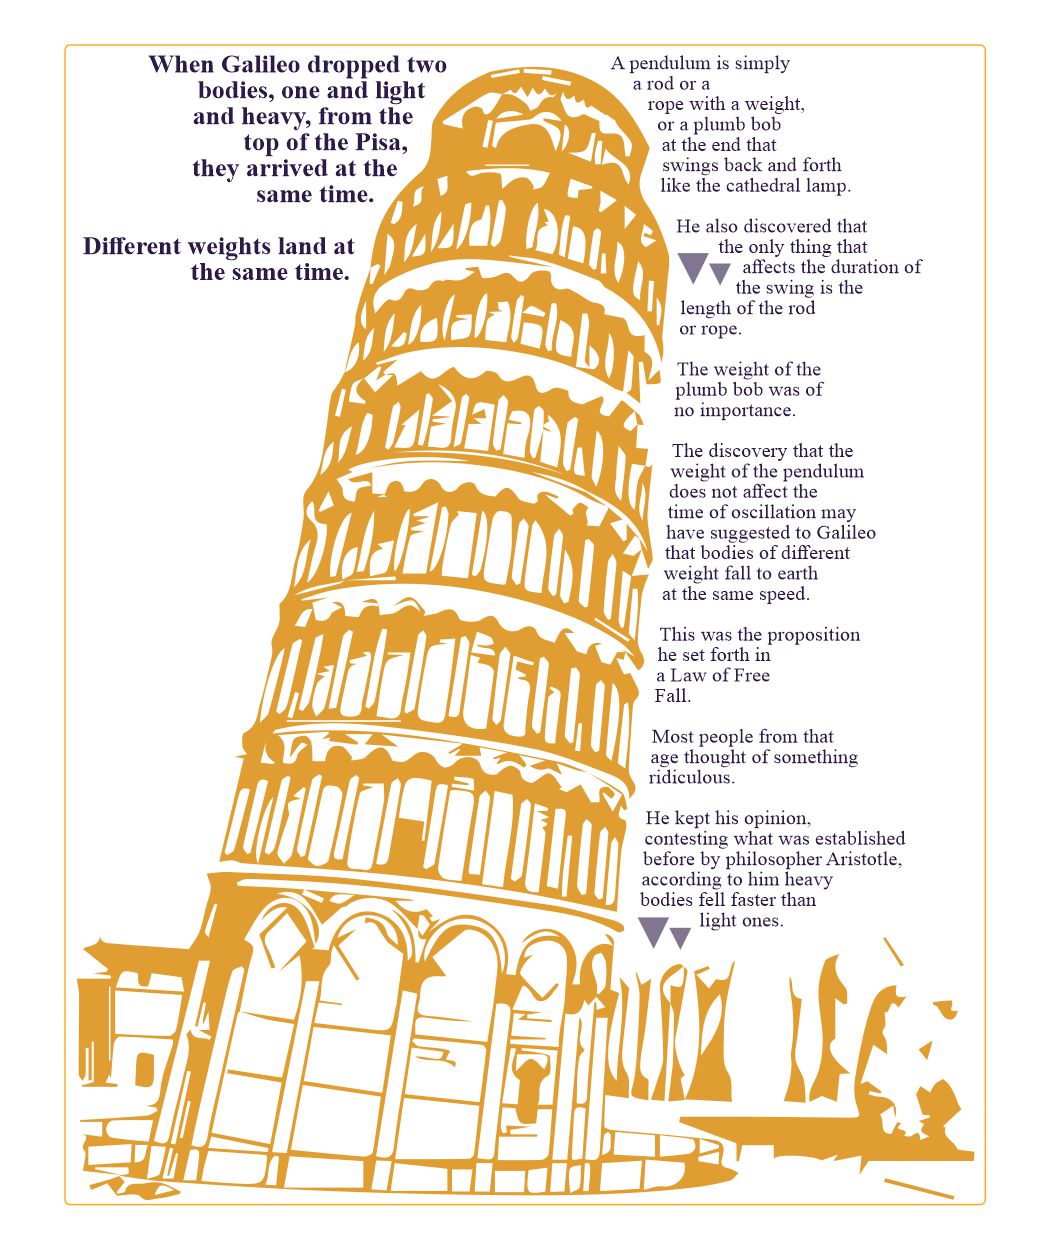 When Galileo dropped two
bodies, one and light
and heavy, from the
top of the Pisa,
they arrived at the
same time.
Different weights land at
the same time.
A pendulum is simply
a rod or a
rope with a weight,
or a plumb bob
at the end that
swings back and forth
like the cathedral lamp.
He also discovered that
the only thing that
affects the duration of
the swing is the
length of the rod
or rope.
The weight of the
plumb bob was of
no importance.
The discovery that the
weight of the pendulum
does not affect the
time of oscillation may
have suggested to Galileo
that bodies of different
weight fall to earth
at the same speed.
This was the proposition
he set forth in
a Law of Free
Fall.
Most people from that
age thought of something
ridiculous.
He kept his opinion,
contesting what was established
before by philosopher Aristotle,
according to him heavy
bodies fell faster than
light ones.